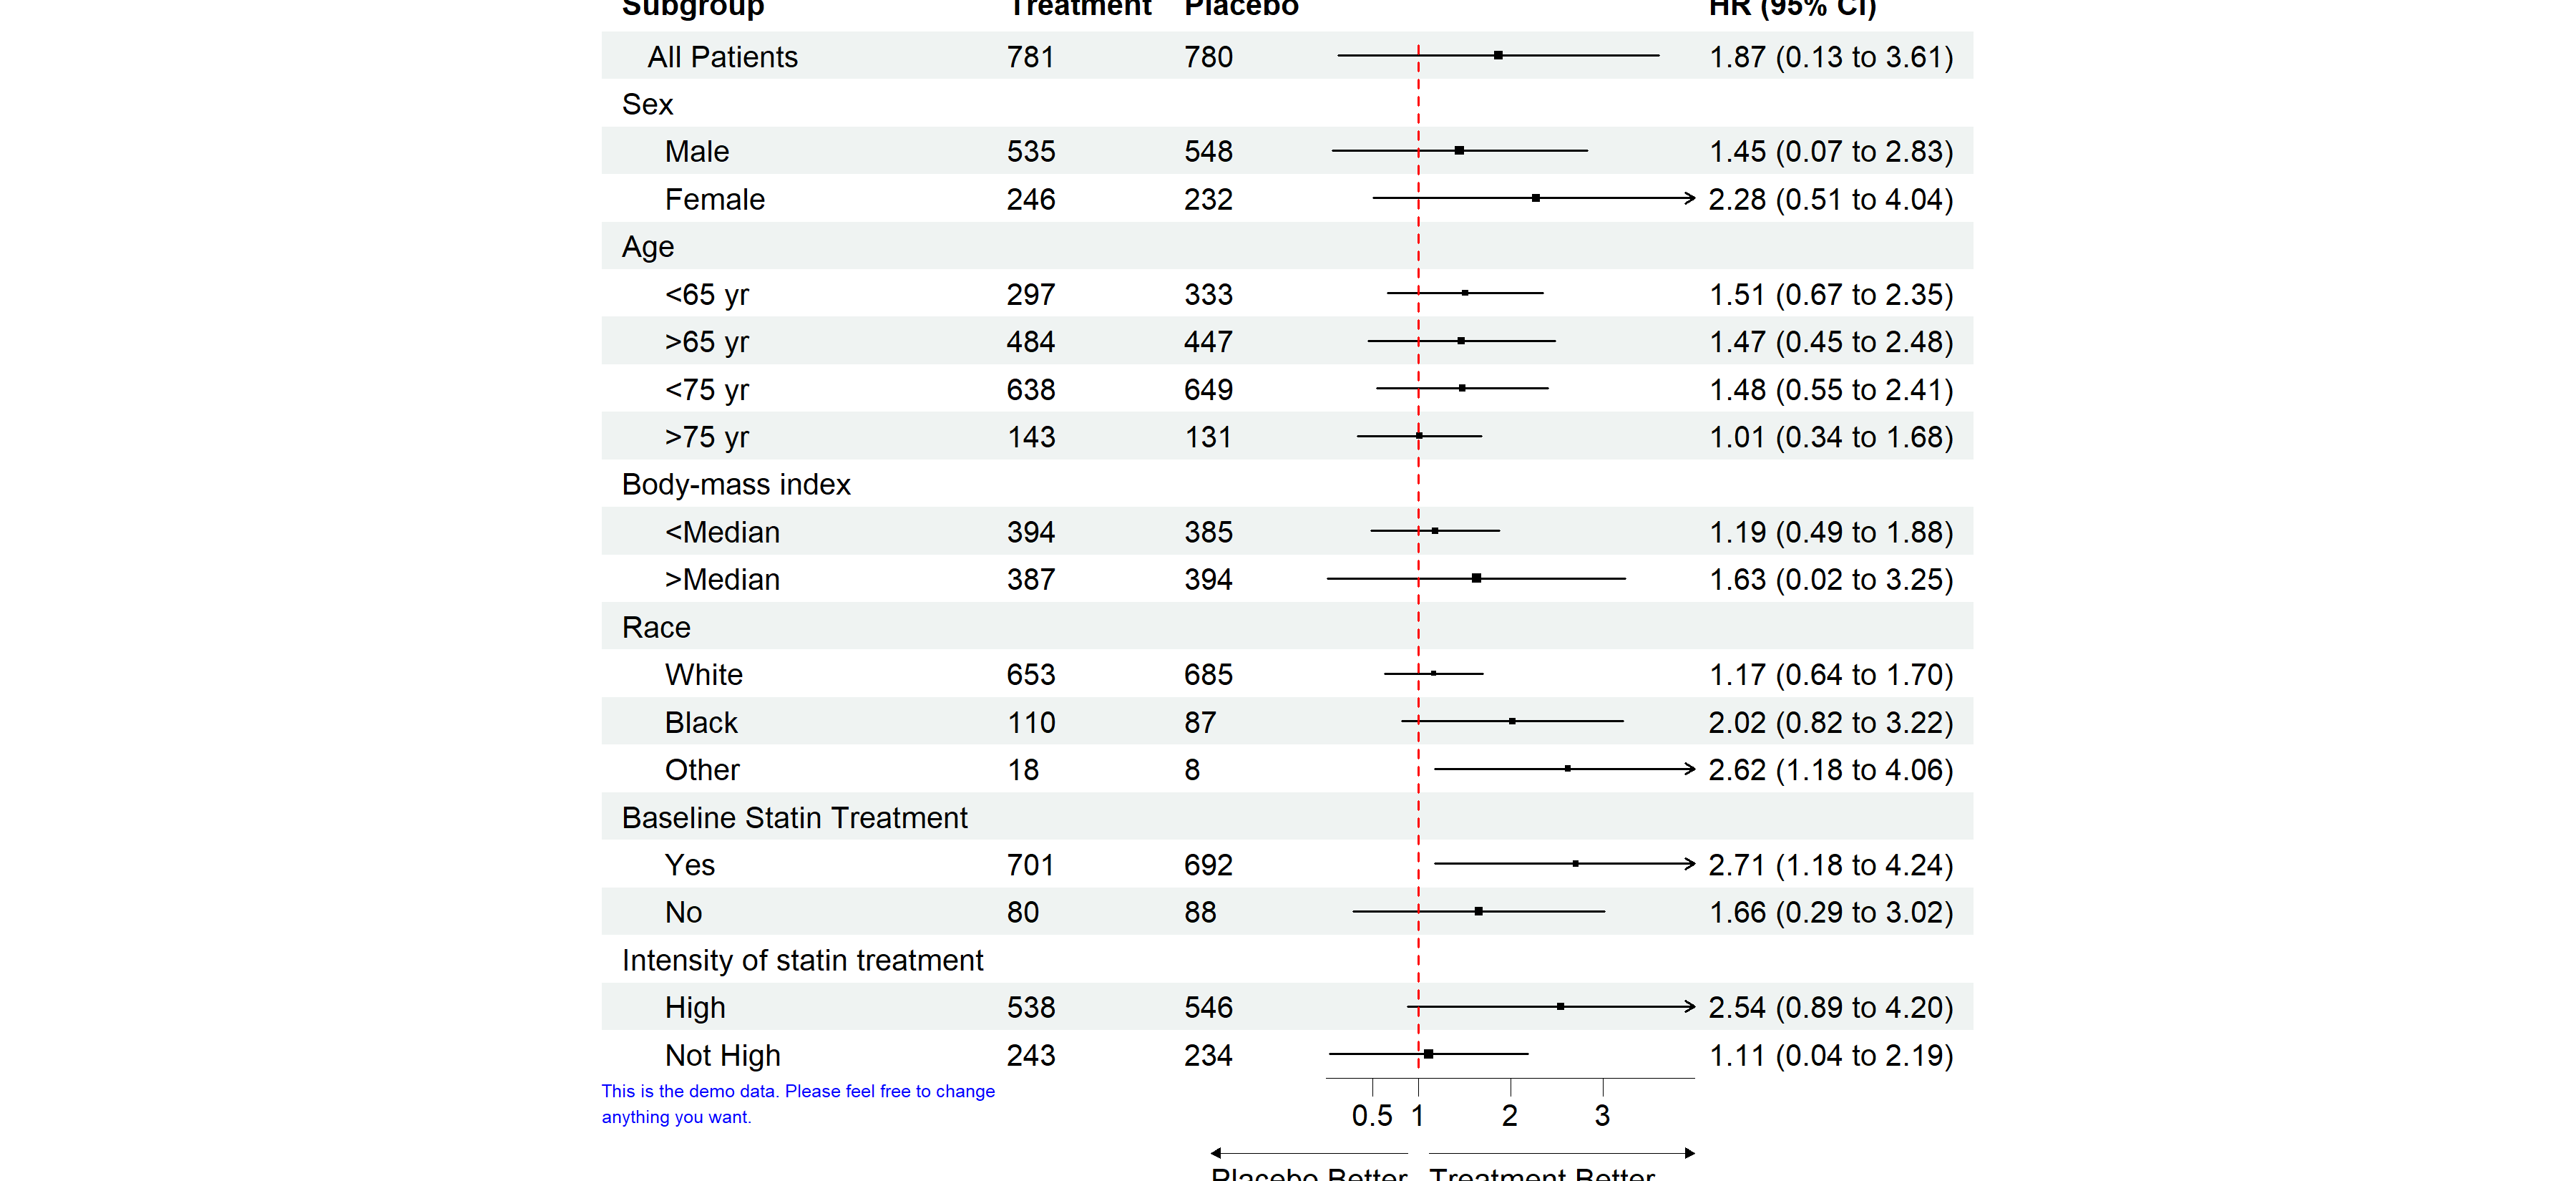 Subgroup Treatment Placebo HR (95% CI)
All Patients 781 780 1.87 (0.13 to 3.61)
Sex
Male 535 548 1.45 (0.07 to 2.83)
Female 246 232 2.28 (0.51 to 4.04)
Age
<65 yr 297 333 1.51 (0.67 to 2.35)
>65 yr 484 447 1.47 (0.45 to 2.48)
<75 yr 638 649 1.48 (0.55 to 2.41)
>75 yr 143 131 1.01 (0.34 to 1.68)
Body-mass index
<Median 394 385 1.19 (0.49 to 1.88)
>Median 387 394 1.63 (0.02 to 3.25)
Race
White 653 685 1.17 (0.64 to 1.70)
Black 110 87 2.02 (0.82 to 3.22)
Other 18 8 2.62 (1.18 to 4.06)
Baseline Statin Treatment
Yes 701 692 2.71 (1.18 to 4.24)
No 80 88 1.66 (0.29 to 3.02)
Intensity of statin treatment
High 538 546 2.54 (0.89 to 4.20)
Not High 243 234 1.11 (0.04 to 2.19)
This is the demo data. Please feel free to change
anything you want.
0.5 1 2 3
Placebo Better Treatment Better